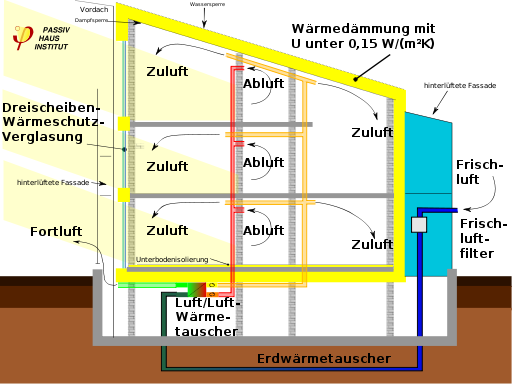 Vordach
Wassersperre
Dampfsperre
PASSIV
HAUS
INSTITUT
Wärmedämmung mit
U unter 0,15 W/(m²K)
Zuluft
Abluft
hinterlüftete Fassade
Dreischeiben-
Wärmeschutz-
Verglasung
Zuluft
Zuluft
Abluft
Frisch-
luft
hinterlüftete Fassade
Fortluft
Zuluft
Abluft
Zuluft
Frisch-
luft-
filter
Unterbodenisolierung
Luft/Luft-
Wärme-
tauscher
Erdwärmetauscher